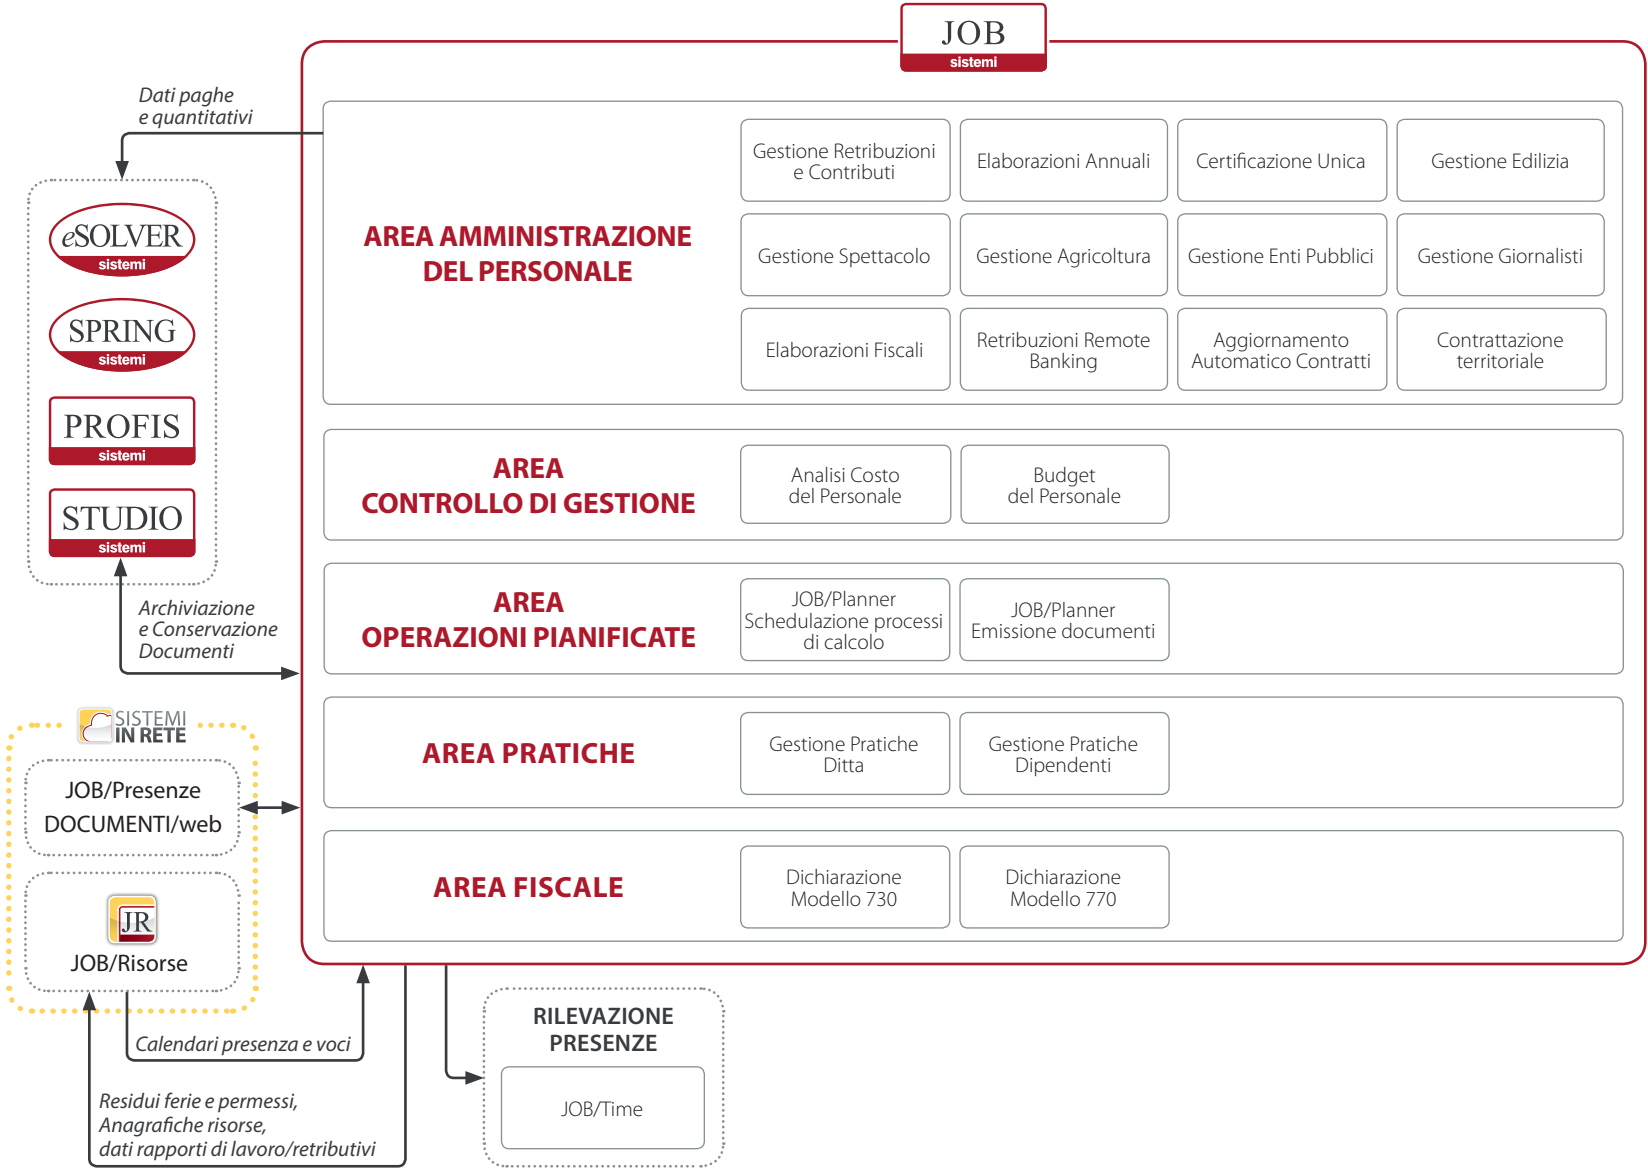 JOB
sistemi
Dati paghe
e quantitativi
eSOLVER
sistemi
SPRING
sistemi
PROFIS
sistemi
STUDIO
sistemi
Archiviazione
e Conservazione
Documenti
SISTEMI
IN RETE
JOB/Presenze
DOCUMENTI/web
JR
JOB/Risorse
Calendari presenza e voci
Residui ferie e permessi,
Anagrafiche risorse,
dati rapporti di lavoro/retributivi
AREA AMMINISTRAZIONE
DEL PERSONALE
Gestione Retribuzioni
e Contributi
Elaborazioni Annuali
Certificazione Unica
Gestione Edilizia
Gestione Spettacolo
Gestione Agricoltura
Gestione Enti Pubblici
Gestione Giornalisti
Elaborazioni Fiscali
Retribuzioni Remote
Banking
Aggiornamento
Automatico Contratti
Contrattazione
territoriale
AREA
CONTROLLO DI GESTIONE
Analisi Costo
del Personale
Budget
del Personale
AREA
OPERAZIONI PIANIFICATE
JOB/Planner
Schedulazione processi
di calcolo
JOB/Planner
Emissione documenti
AREA PRATICHE
Gestione Pratiche
Ditta
Gestione Pratiche
Dipendenti
AREA FISCALE
Dichiarazione
Modello 730
Dichiarazione
Modello 770
RILEVAZIONE
PRESENZE
JOB/Time